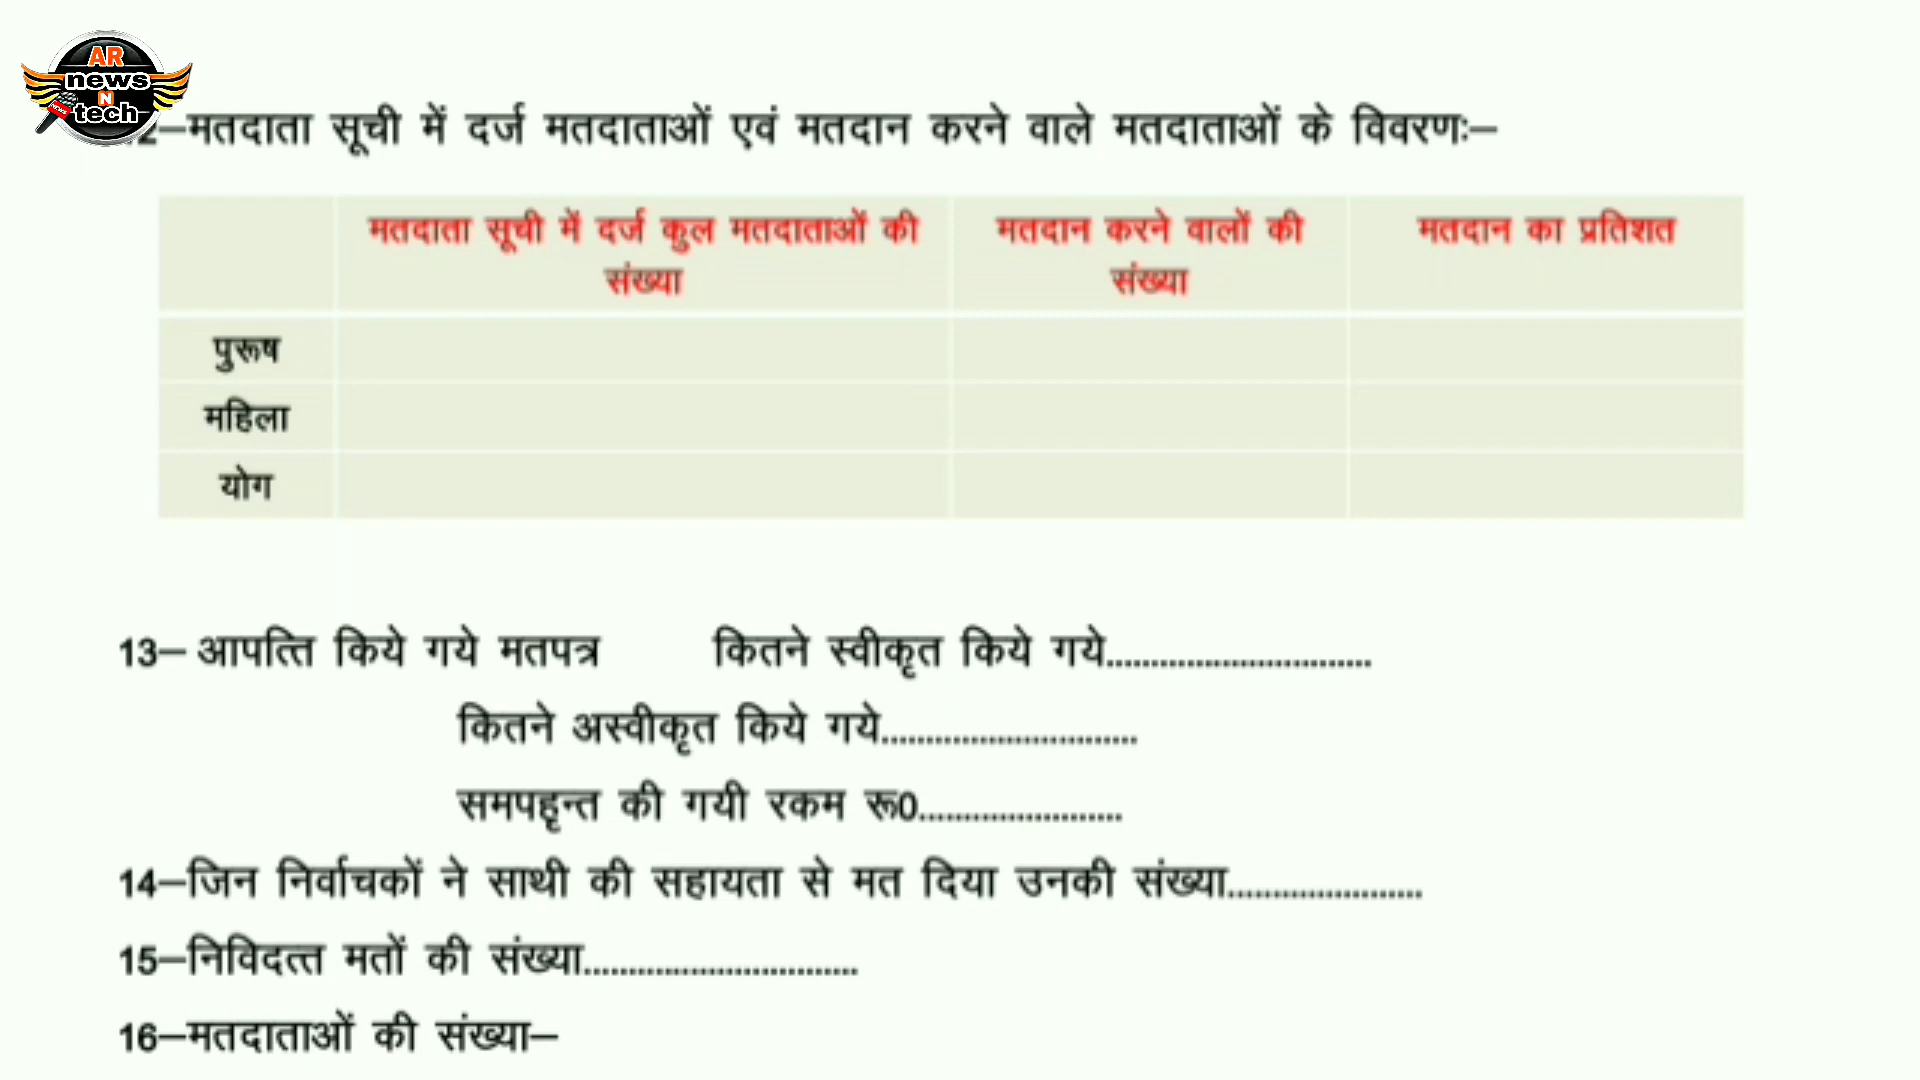 AR
news
N
tech
NEWS
2—मतदाता सूची में दर्ज मतदाताओं एवं मतदान करने वाले मतदाताओं के विवरणः—
मतदाता सूची में दर्ज कुल मतदाताओं की संख्या
मतदान करने वालों की संख्या
मतदान का प्रतिशत
पुरूष
महिला
योग
13— आपत्ति किये गये मतपत्र कितने स्वीकृत किये गये..............................
कितने अस्वीकृत किये गये.............................
समपहृन्त की गयी रकम रू0.......................
14—जिन निर्वाचकों ने साथी की सहायता से मत दिया उनकी संख्या......................
15—निविदत्त मतों की संख्या...............................
16—मतदाताओं की संख्या—